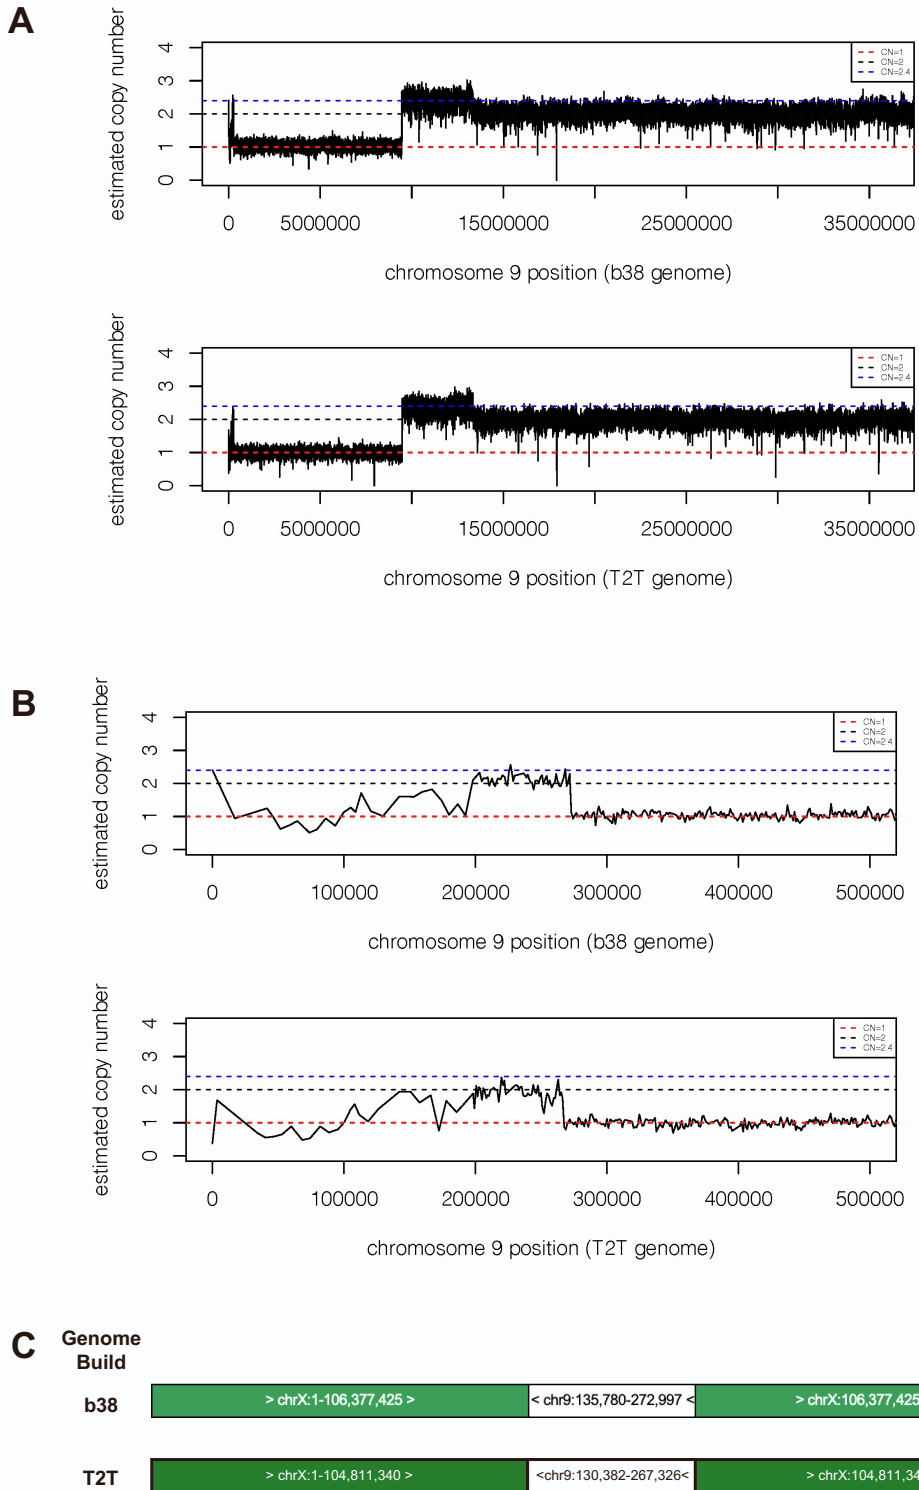 A
estimated copy number
4
3
2
1
0
CN=1
CN=2
CN=2.4
0 5000000 15000000 25000000 35000000
chromosome 9 position (b38 genome)
estimated copy number
4
3
2
1
0
CN=1
CN=2
CN=2.4
0 5000000 15000000 25000000 35000000
chromosome 9 position (T2T genome)
B
estimated copy number
4
3
2
1
0
CN=1
CN=2
CN=2.4
0 100000 200000 300000 400000 500000
chromosome 9 position (b38 genome)
estimated copy number
4
3
2
1
0
CN=1
CN=2
CN=2.4
0 100000 200000 300000 400000 500000
chromosome 9 position (T2T genome)
C
Genome
Build
b38 > chrX:1-106,377,425 > < chr9:135,780-272,997 < > chrX:106,377,425
T2T > chrX:1-104,811,340 > <chr9:130,382-267,326< > chrX:104,811,34